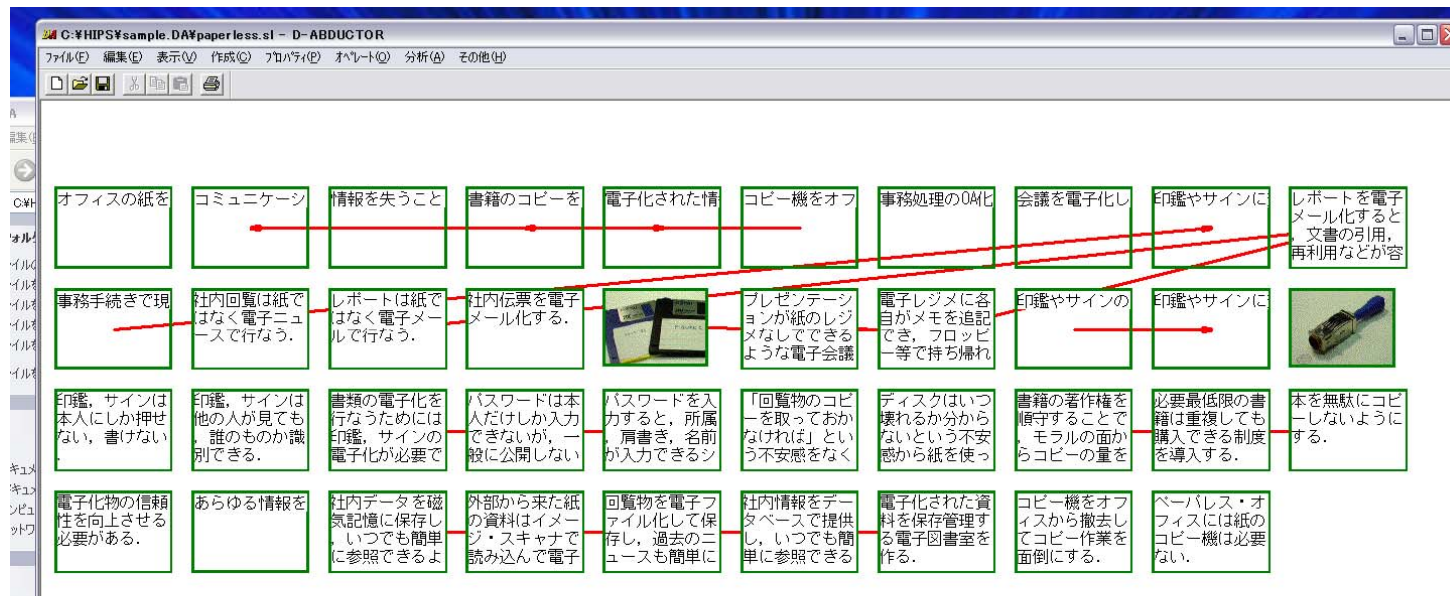 C:¥HIPS¥sample.DA¥paperless.sl - D-ABDUCTOR
ファイル(F) 編集(E) 表示(V) 作成(C) プロパティ(P) オペレート(O) 分析(A) その他(H)
オフィスの紙を
コミュニケーシ
情報を失うこと
書籍のコピーを
電子化された情
コピー機をオフ
事務処理のOA化
会議を電子化し
印鑑やサインに
レポートを電子
メール化すると
，文書の引用，
再利用などが容
事務手続きで現
社内回覧は紙で
はなく電子ニュ
ースで行なう．
レポートは紙で
はなく電子メー
ルで行なう．
社内伝票を電子
メール化する．
プレゼンテーシ
ョンが紙のレジ
メなしでできる
ような電子会議
電子レジメに各
自がメモを追記
でき，フロッピ
ー等で持ち帰れ
印鑑やサインの
印鑑やサインに
印鑑，サインは
本人にしか押せ
ない，書けない
．
印鑑，サインは
他の人が見ても
，誰のものか識
別できる．
書類の電子化を
行なうためには
印鑑，サインの
電子化が必要で
パスワードは本
人だけしか入力
できないが，一
般に公開しない
パスワードを入
力すると，所属
，肩書き，名前
が入力できるシ
「回覧物のコピ
ーを取っておか
なければ」とい
う不安感をなく
ディスクはいつ
壊れるか分から
ないという不安
感から紙を使っ
書籍の著作権を
順守することで
，モラルの面か
らコピーの量を
必要最低限の書
籍は重複しても
購入できる制度
を導入する．
本を無駄にコピ
ーしないように
する．
電子化物の信頼
性を向上させる
必要がある．
あらゆる情報を
社内データを磁
気記憶に保存し
，いつでも簡単
に参照できるよ
外部から来た紙
の資料はイメー
ジ・スキャナで
読み込んで電子
回覧物を電子フ
ァイル化して保
存し，過去のニ
ュースも簡単に
社内情報をデー
タベースで提供
し，いつでも簡
単に参照できる
電子化された資
料を保存管理す
る電子図書室を
作る．
コピー機をオフ
ィスから撤去し
てコピー作業を
面倒にする．
ペーパレス・オ
フィスには紙の
コピー機は必要
ない．